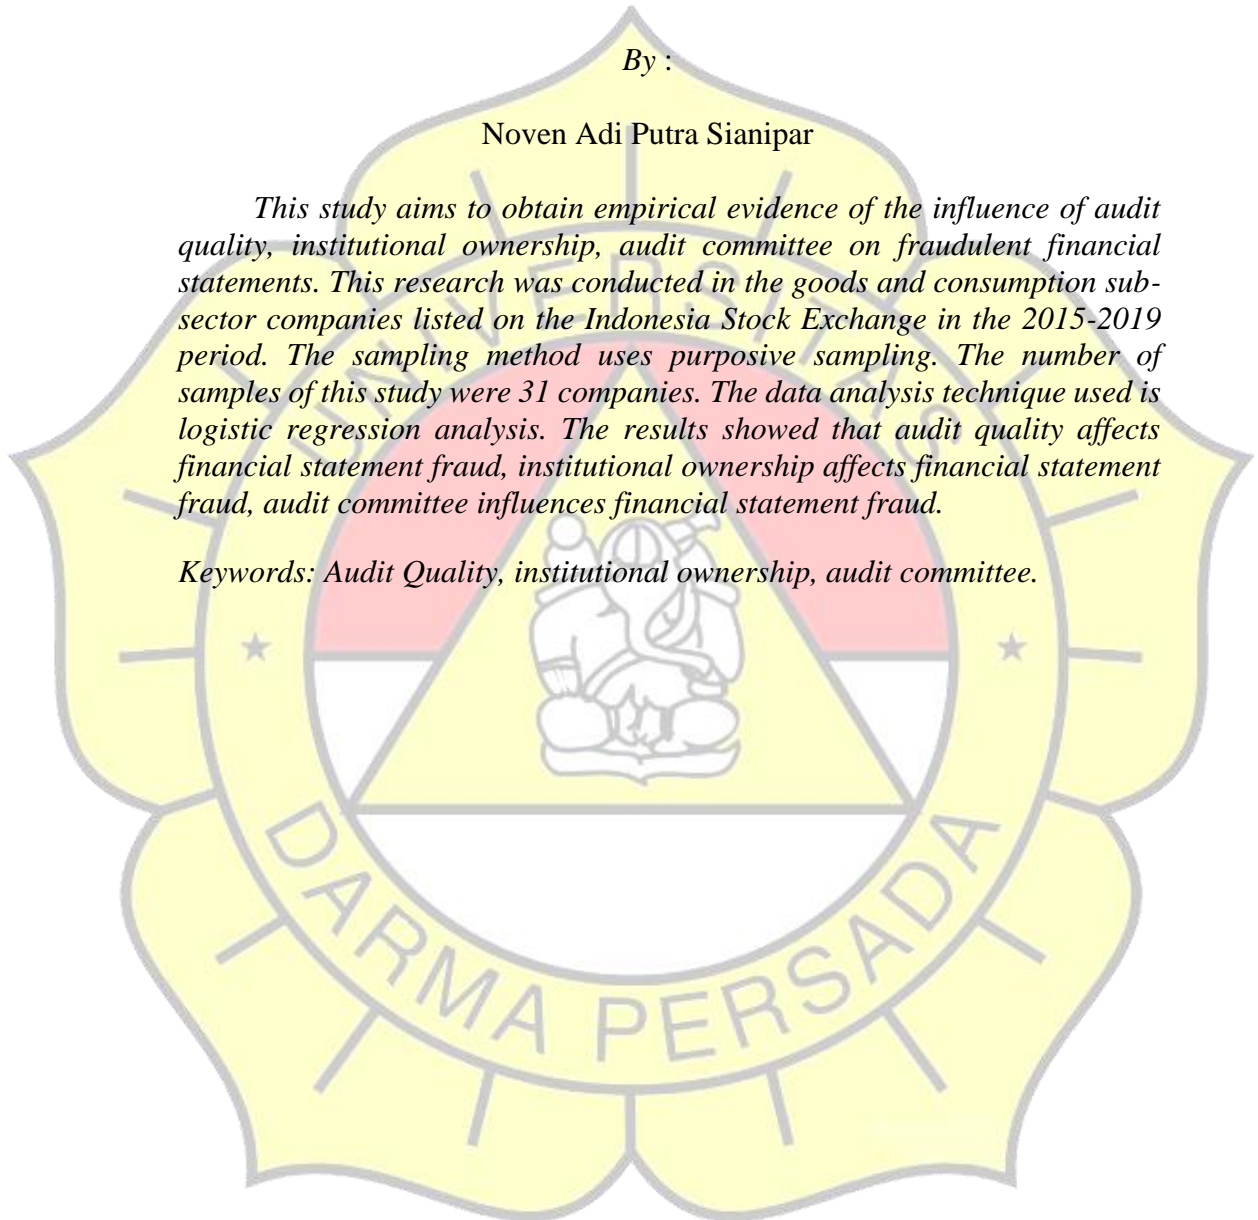 By :
Noven Adi Putra Sianipar
This study aims to obtain empirical evidence of the influence of audit
quality, institutional ownership, audit committee on fraudulent financial
statements. This research was conducted in the goods and consumption sub-
sector companies listed on the Indonesia Stock Exchange in the 2015-2019
period. The sampling method uses purposive sampling. The number of
samples of this study were 31 companies. The data analysis technique used is
logistic regression analysis. The results showed that audit quality affects
financial statement fraud, institutional ownership affects financial statement
fraud, audit committee influences financial statement fraud.
Keywords: Audit Quality, institutional ownership, audit committee.
UNIVERSITAS
DARMA PERSADA